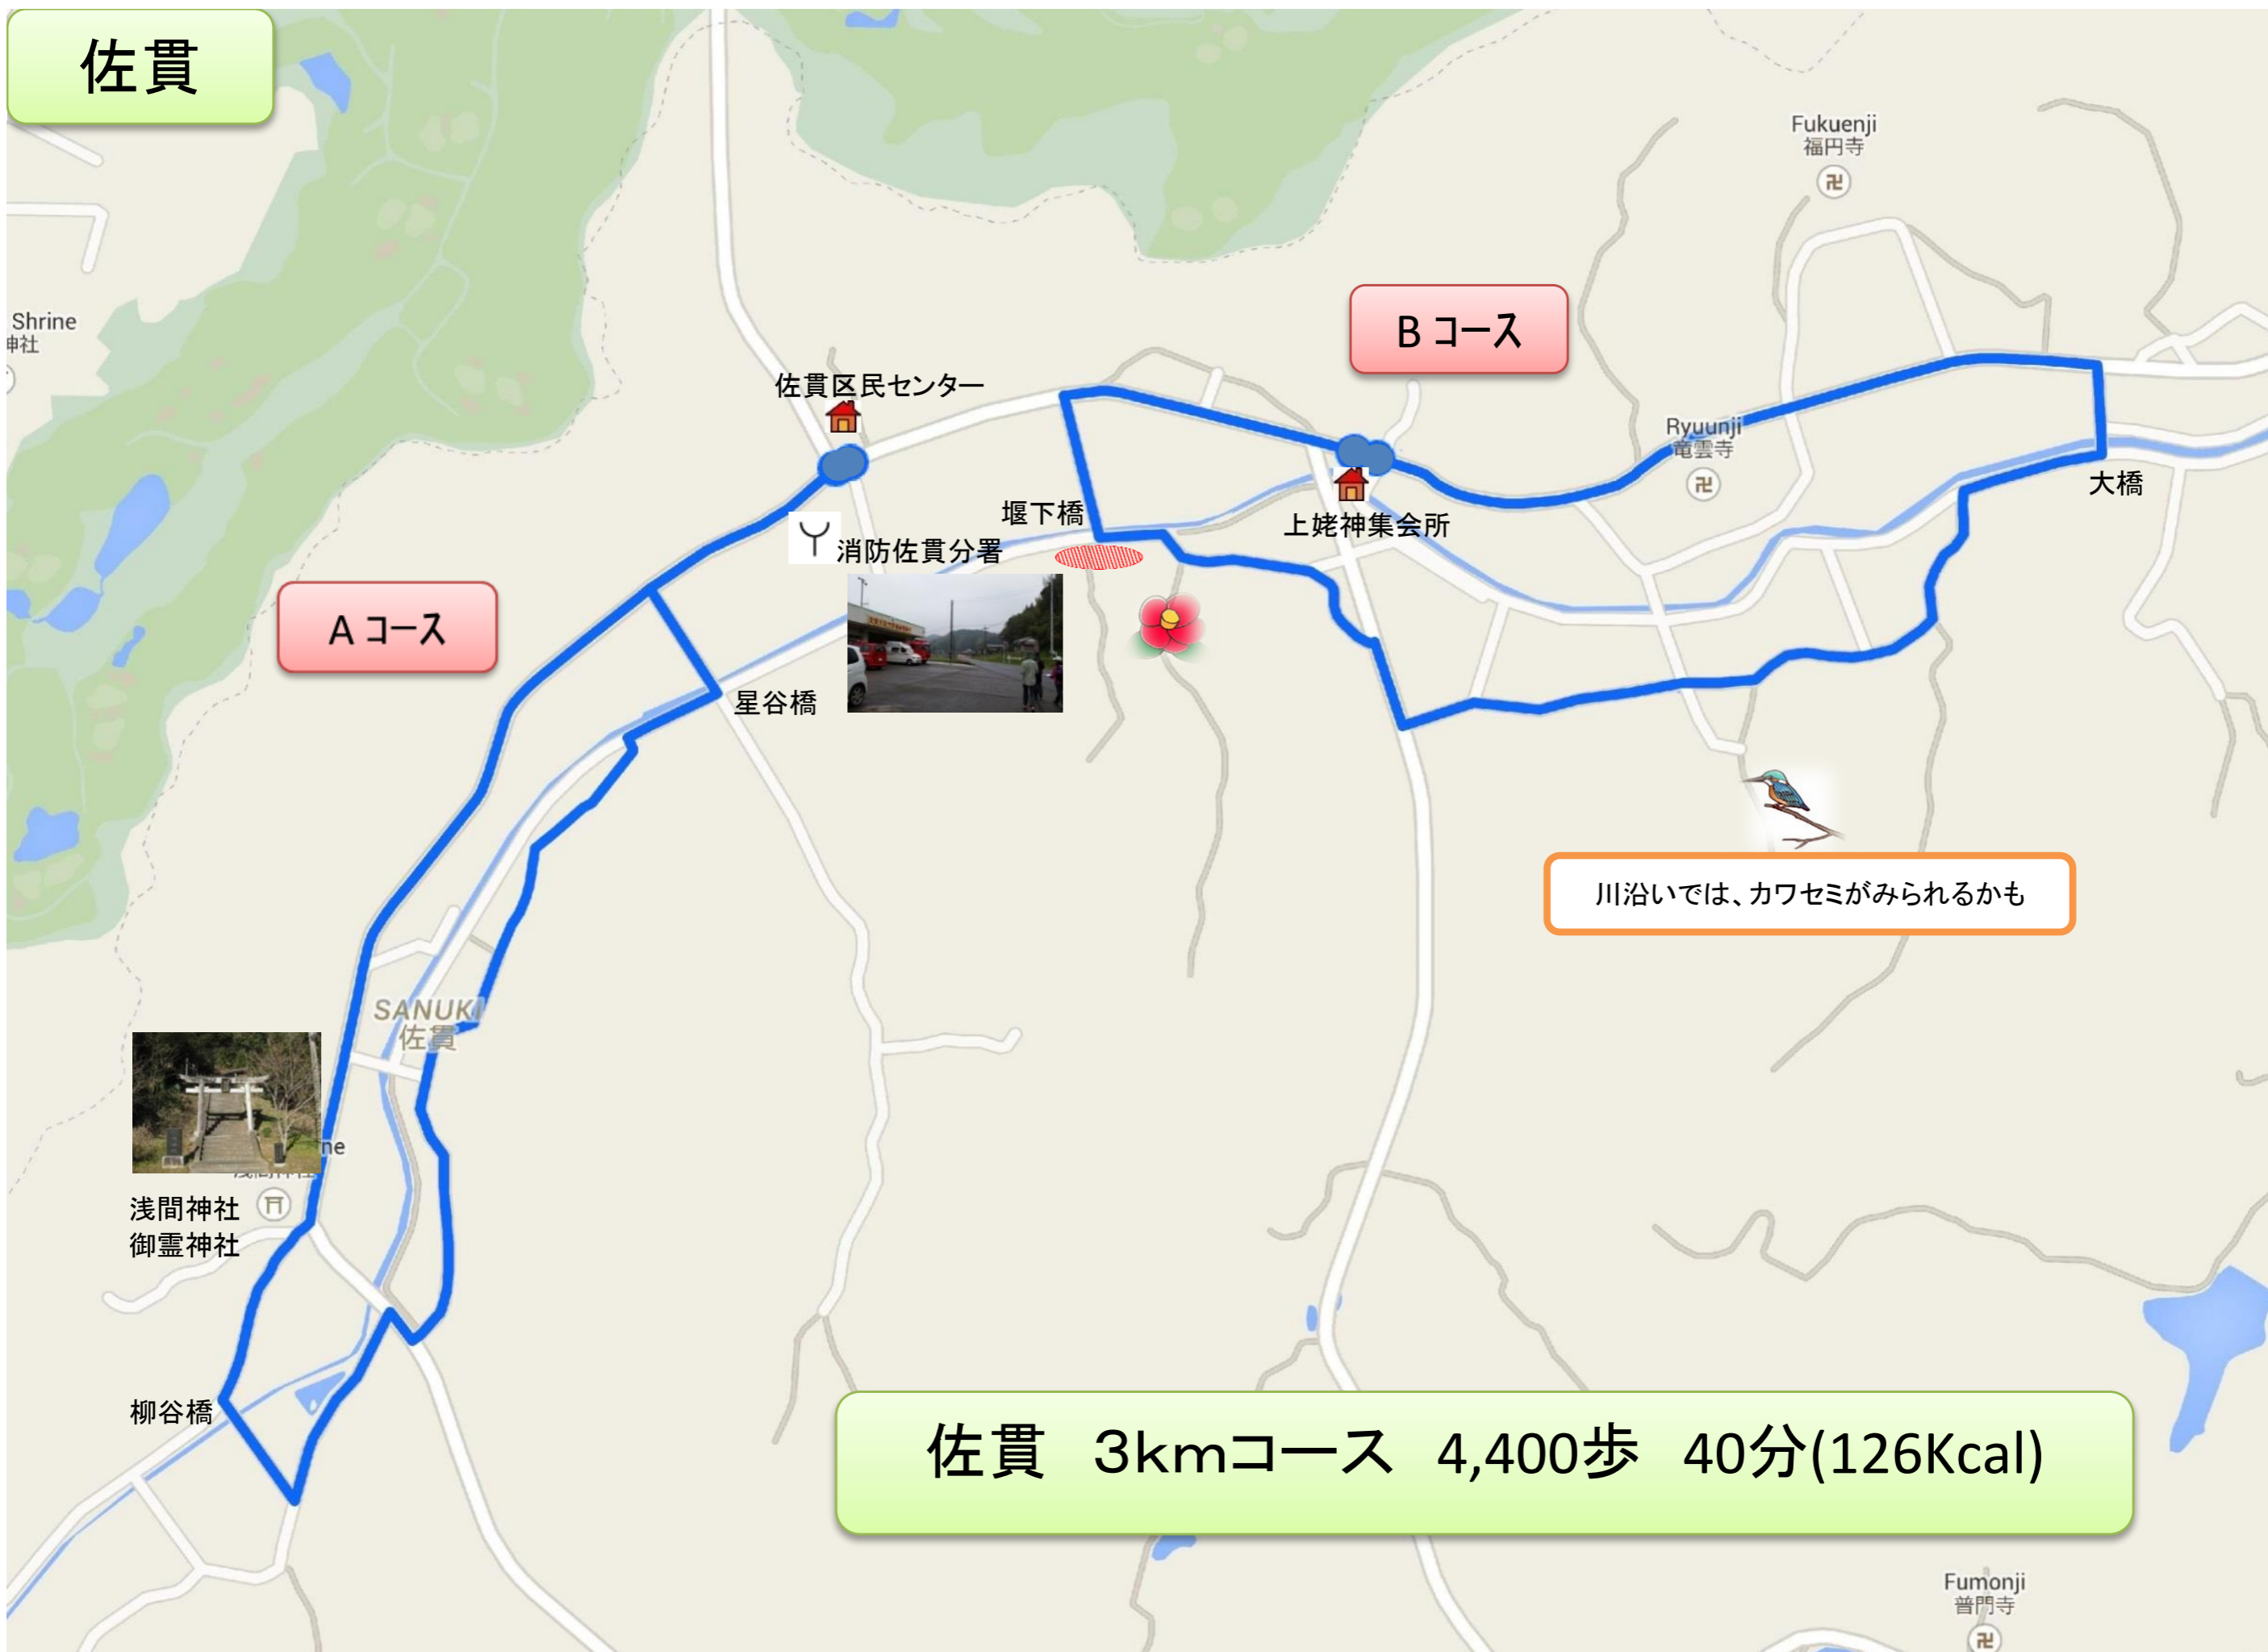 佐貫
Fukuenji
福円寺
Shrine
神社
B コース
佐貫区民センター
Ryuunji
竜雲寺
大橋
堰下橋
上姥神集会所
消防佐貫分署
A コース
星谷橋
川沿いでは、カワセミがみられるかも
SANUKI
佐貫
ne
浅間神社
浅間神社
御霊神社
柳谷橋
佐貫　3kmコース　4,400歩　40分(126Kcal)
Fumonji
普門寺